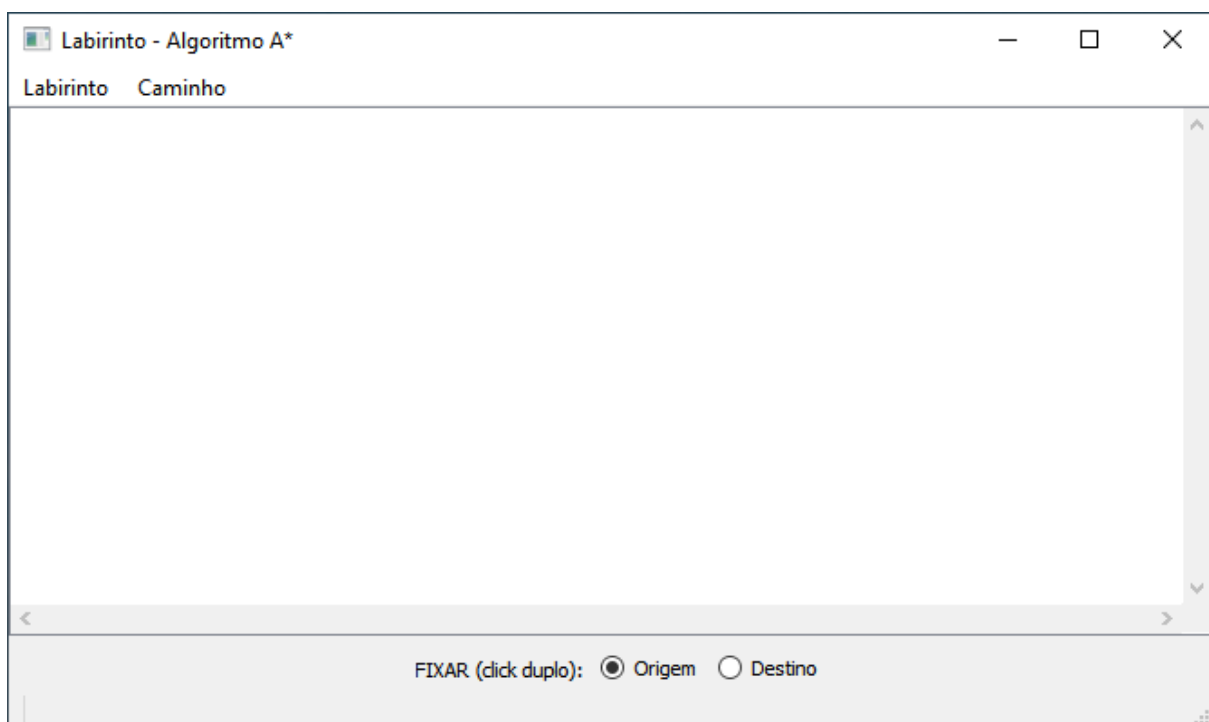 Labirinto - Algoritmo A*
Labirinto Caminho
FIXAR (click duplo): Origem Destino